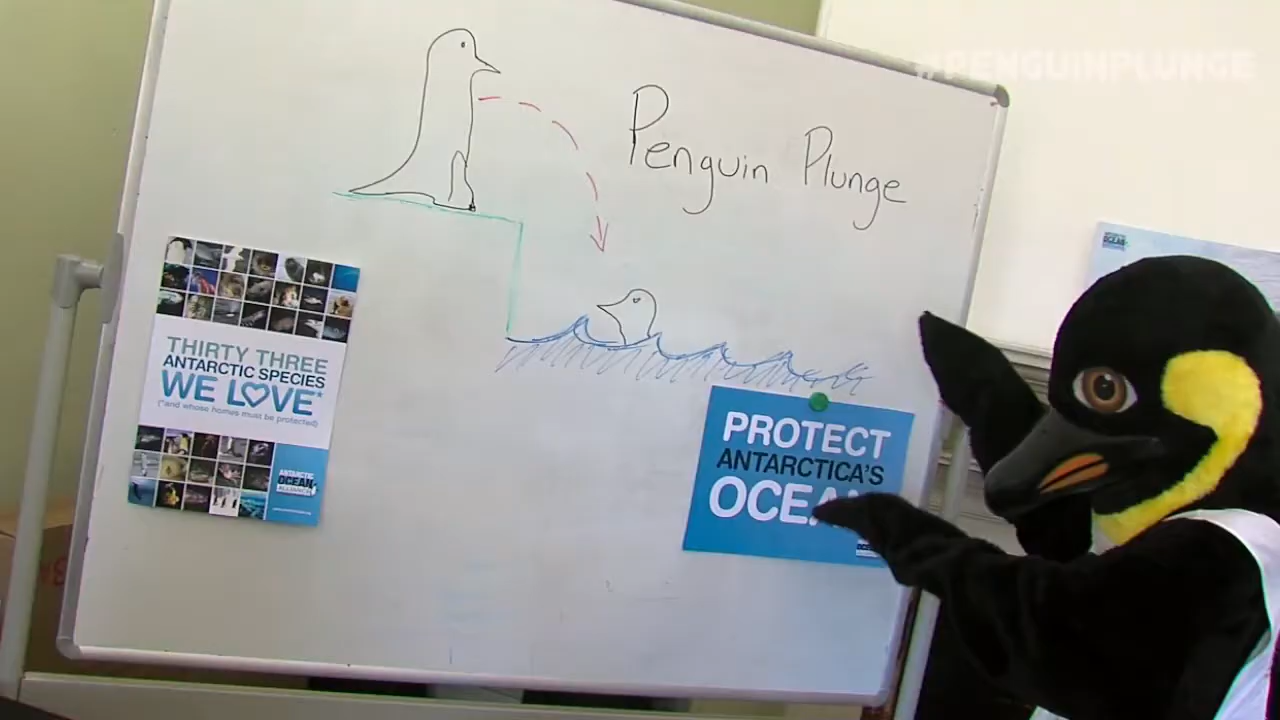 #PENGUINPLUNGE
Penguin Plunge
THIRTY THREE
ANTARCTIC SPECIES
WE LOVE*
(*and whose homes must be protected)
ANTARCTIC
OCEAN
ALLIANCE
PROTECT
ANTARCTICA'S
OCEA
OCEAN